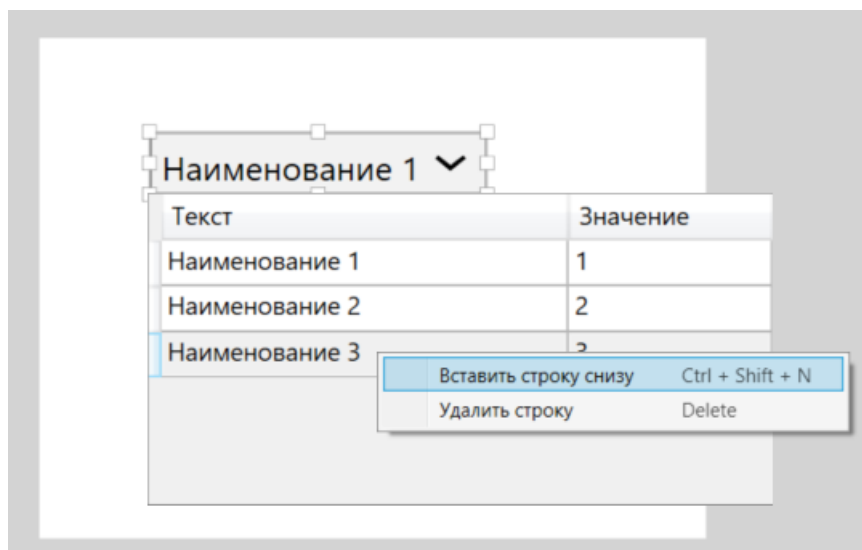 Наименование 1
Текст Значение
Наименование 1 1
Наименование 2 2
Наименование 3
Вставить строку снизу Ctrl + Shift + N
Удалить строку Delete